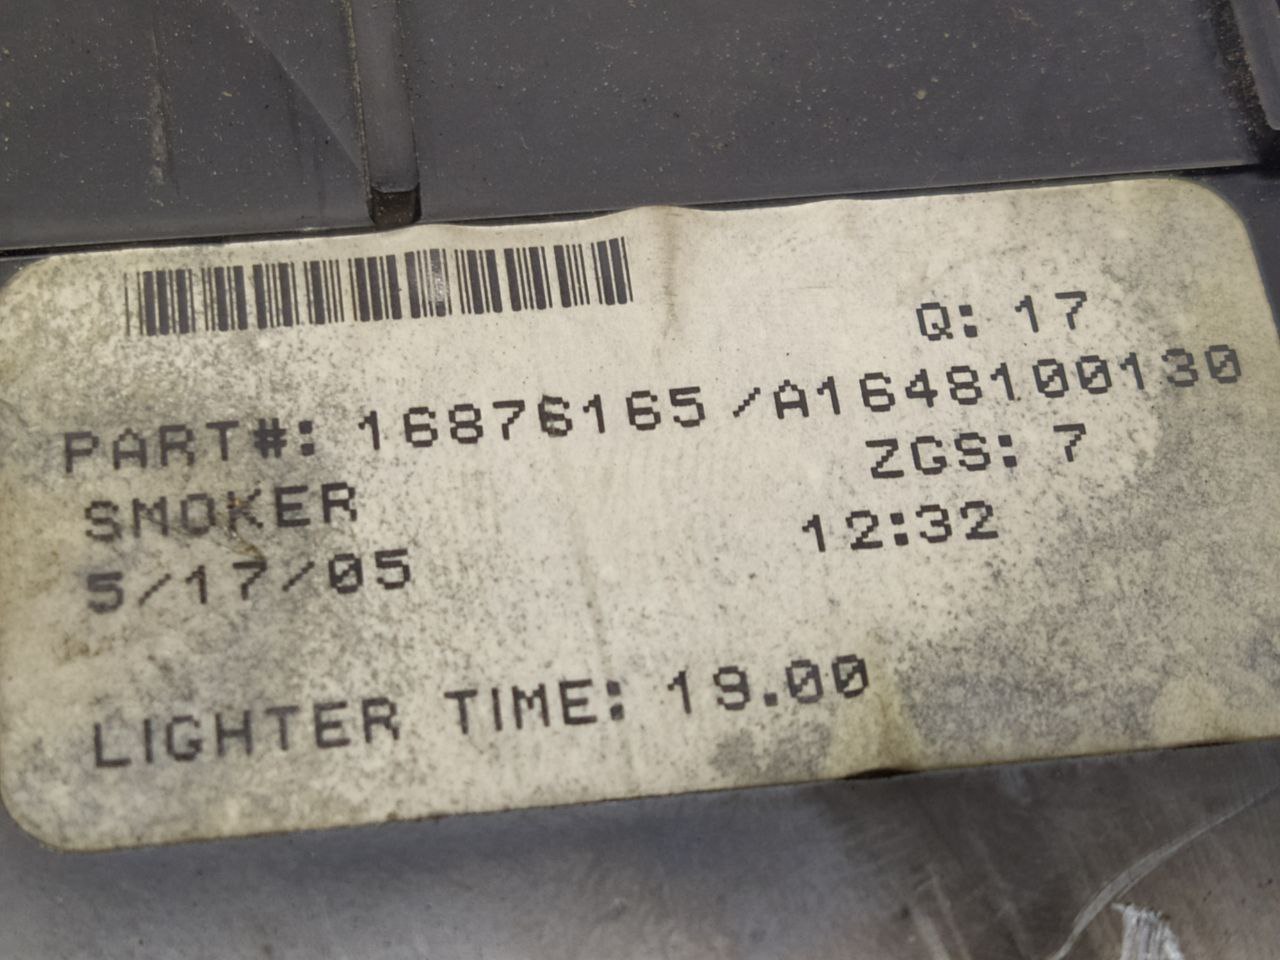 Q: 17
PART#: 16876165/A1648100130
SMOKER ZGS: 7
5/17/05 12:32
LIGHTER TIME: 19.00